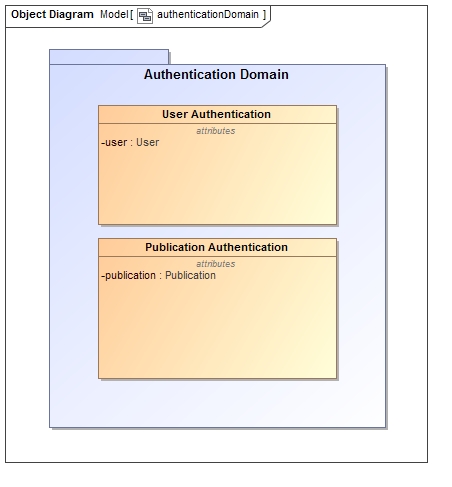 Object Diagram Model[ authenticationDomain ]
Authentication Domain
User Authentication
attributes
-user : User
Publication Authentication
attributes
-publication : Publication